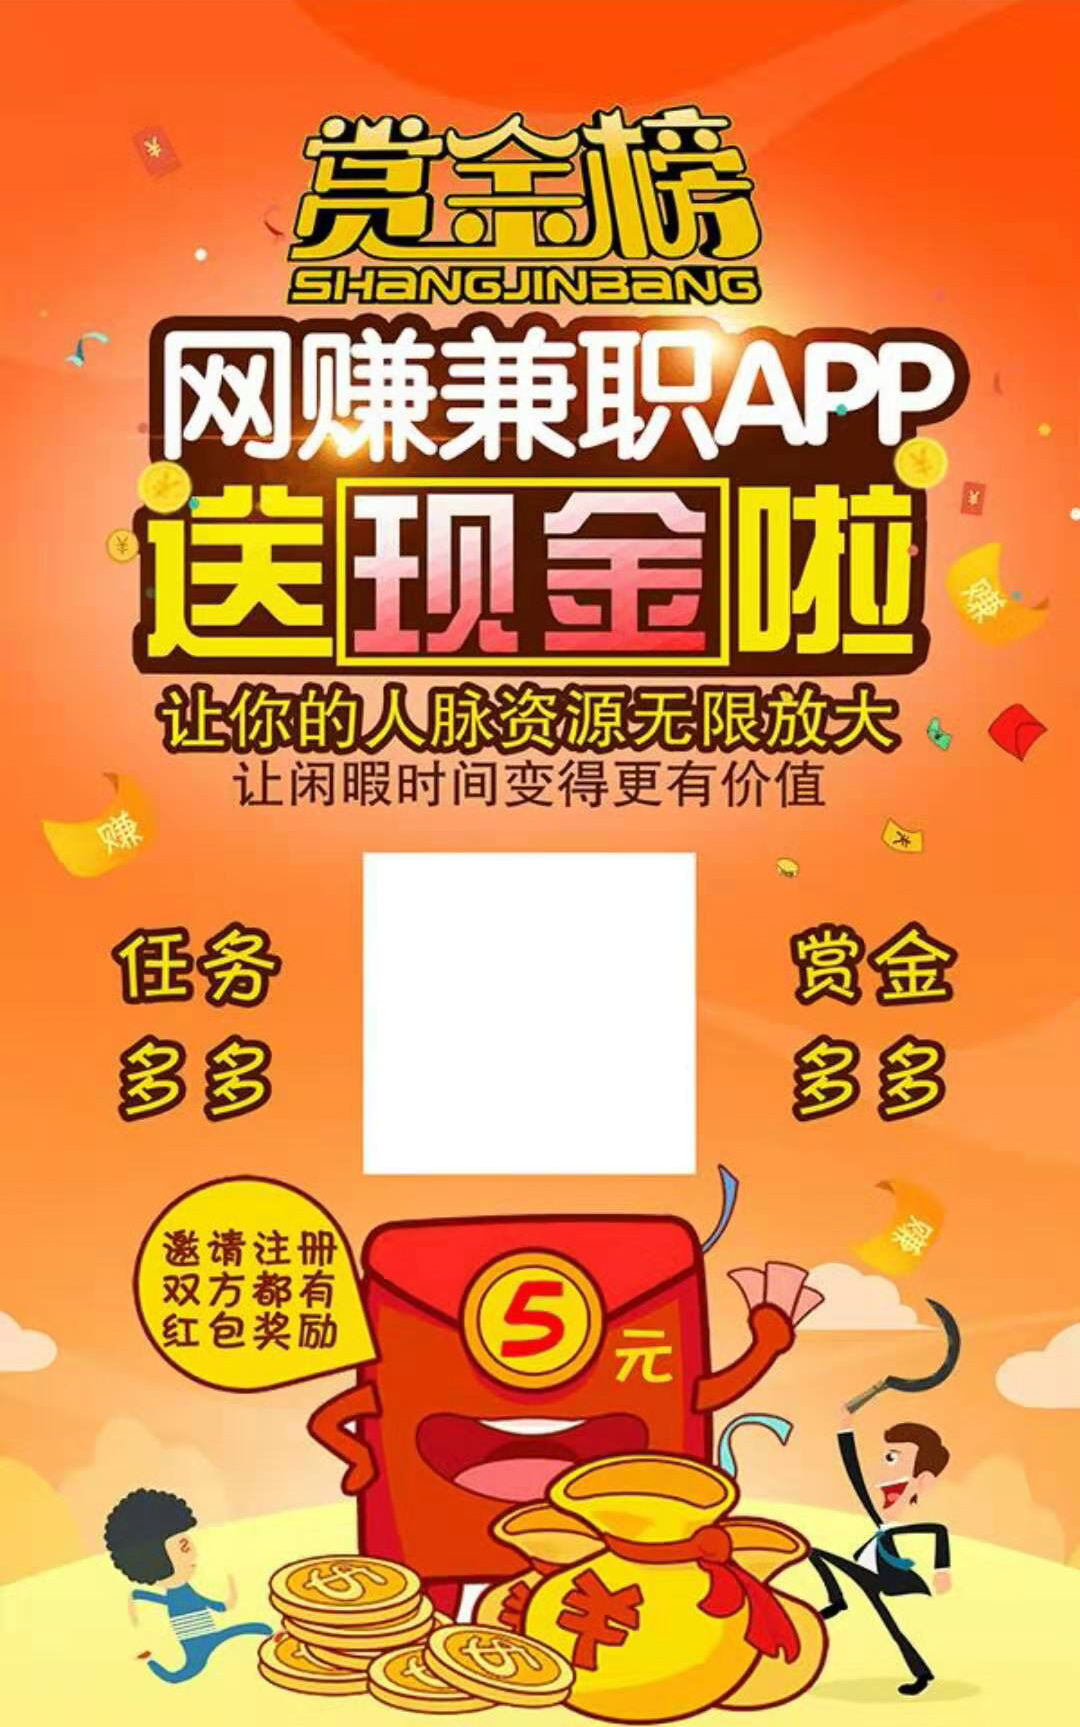 赏金榜
SHANGJINBANG
网赚兼职APP
送现金啦
让你的人脉资源无限放大
让闲暇时间变得更有价值
赚
赚
任务
多多
赏金
多多
赚
邀请注册
双方都有
红包奖励
5
元